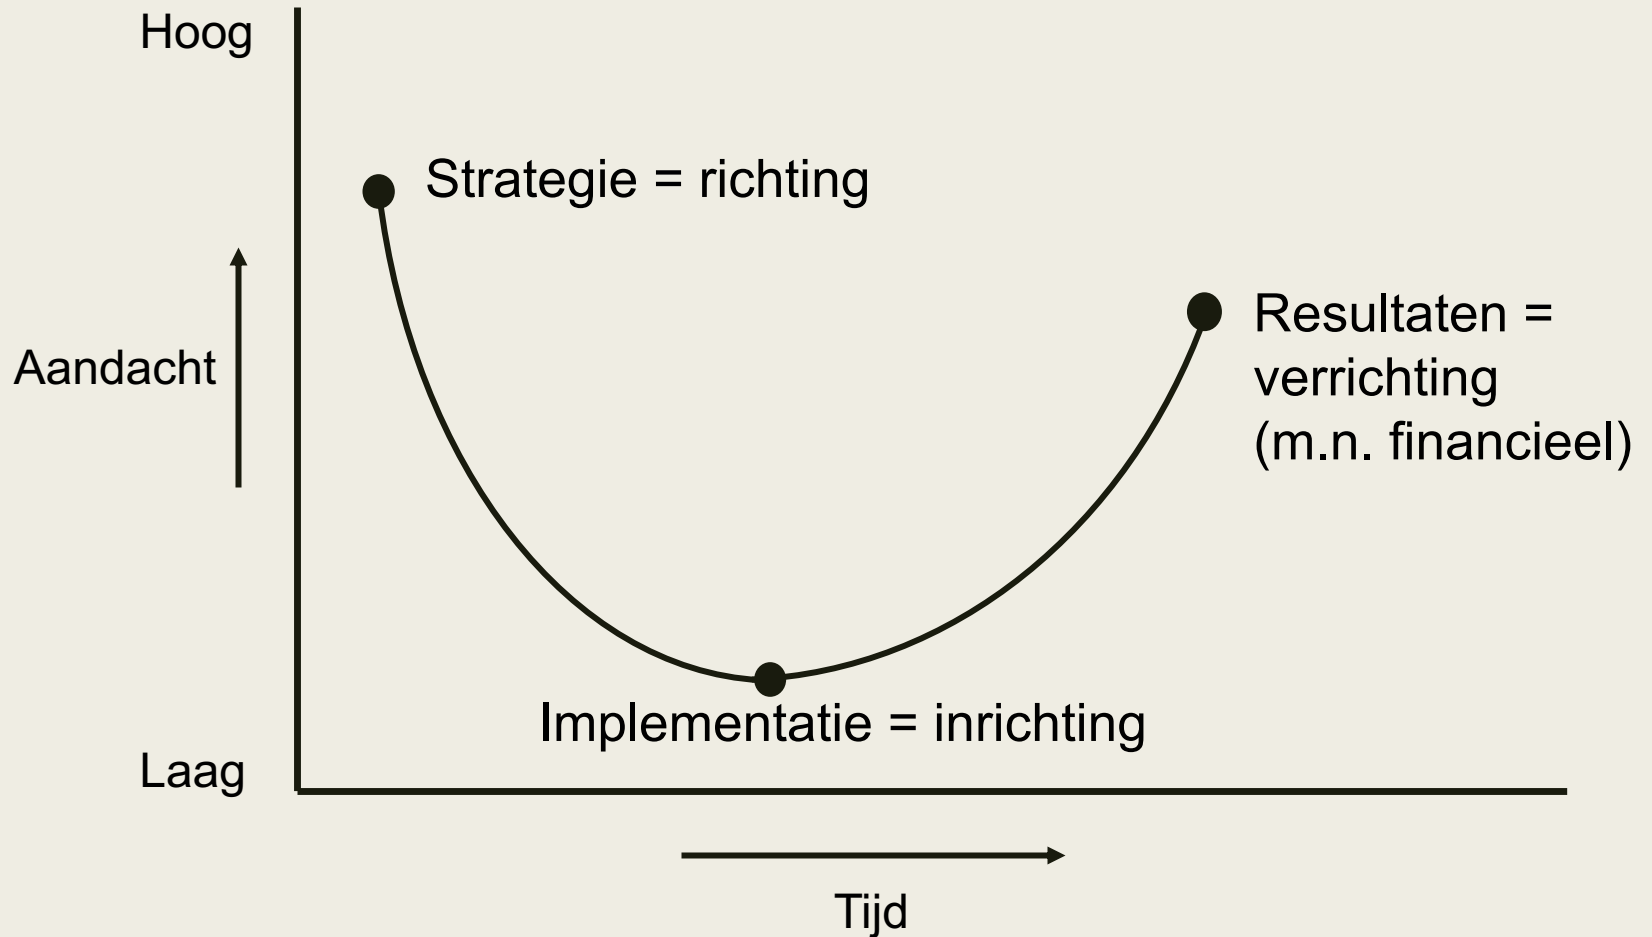 Hoog
Strategie = richting
Aandacht
Resultaten =
verrichting
(m.n. financieel)
Implementatie = inrichting
Laag
Tijd